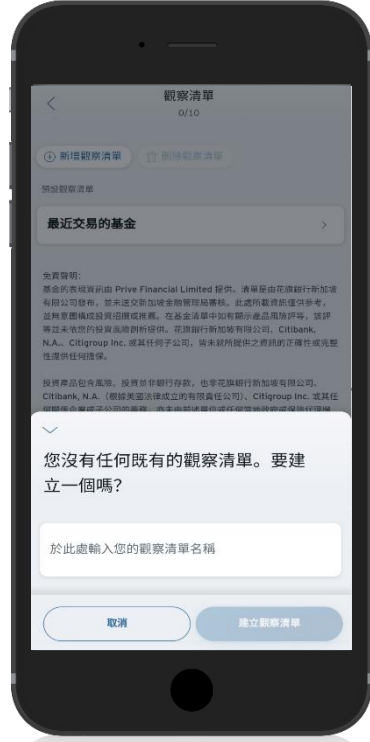 觀察清單
0/10
新增觀察清單 刪除觀察清單
預設觀察清單
最近交易的基金
免責聲明:
基金的表現資訊由 Prive Financial Limited 提供。清單是由花旗銀行新加坡
有限公司發布,並未送交新加坡金融管理局審核。此處所載資訊僅供參考,
並無意圖構成投資招攬或推薦。在基金清單中如有顯示產品風險評等,該評
等並未依您的投資風險剖析提供。花旗銀行新加坡有限公司、Citibank,
N.A.、Citigroup Inc. 或其任何子公司,皆未就所提供之資訊的正確性或完整
性提供任何擔保。
投資產品包含風險。投資並非銀行存款,也非花旗銀行新加坡有限公司、
Citibank, N.A.(根據美國法律成立的有限責任公司)、Citigroup Inc. 或其任
您沒有任何既有的觀察清單。要建
立一個嗎?
於此處輸入您的觀察清單名稱
取消 建立觀察清單